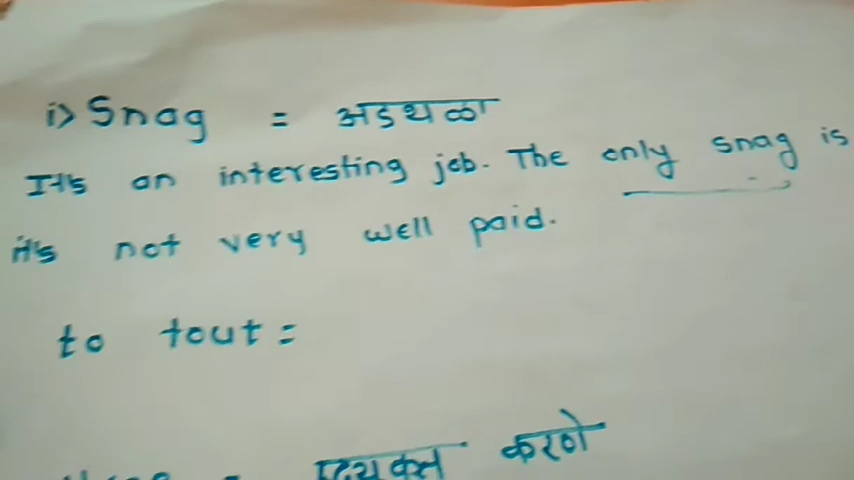 i) Snag = अडथळा
It's an interesting job. The only snag is
it's not very well paid.
to tout =
= करणे